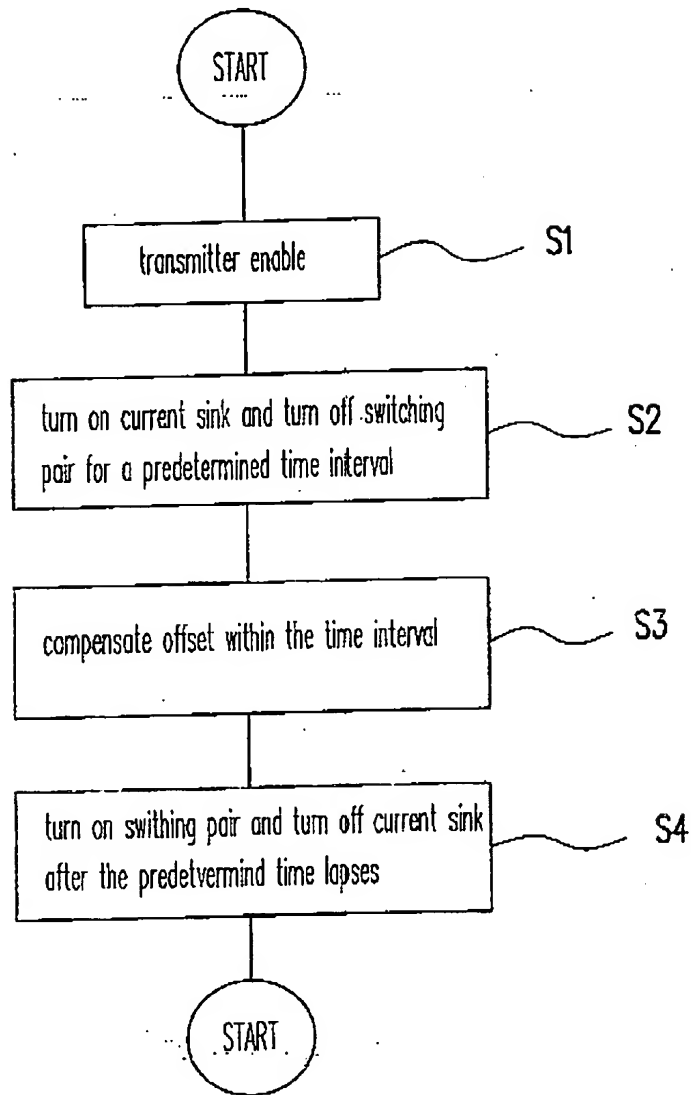 START
transmitter enable
S1
turn on current sink and turn off switching
pair for a predetermined time interval
S2
compensate offset within the time interval
S3
turn on swithing pair and turn off current sink
after the predetvermind time lapses
S4
START